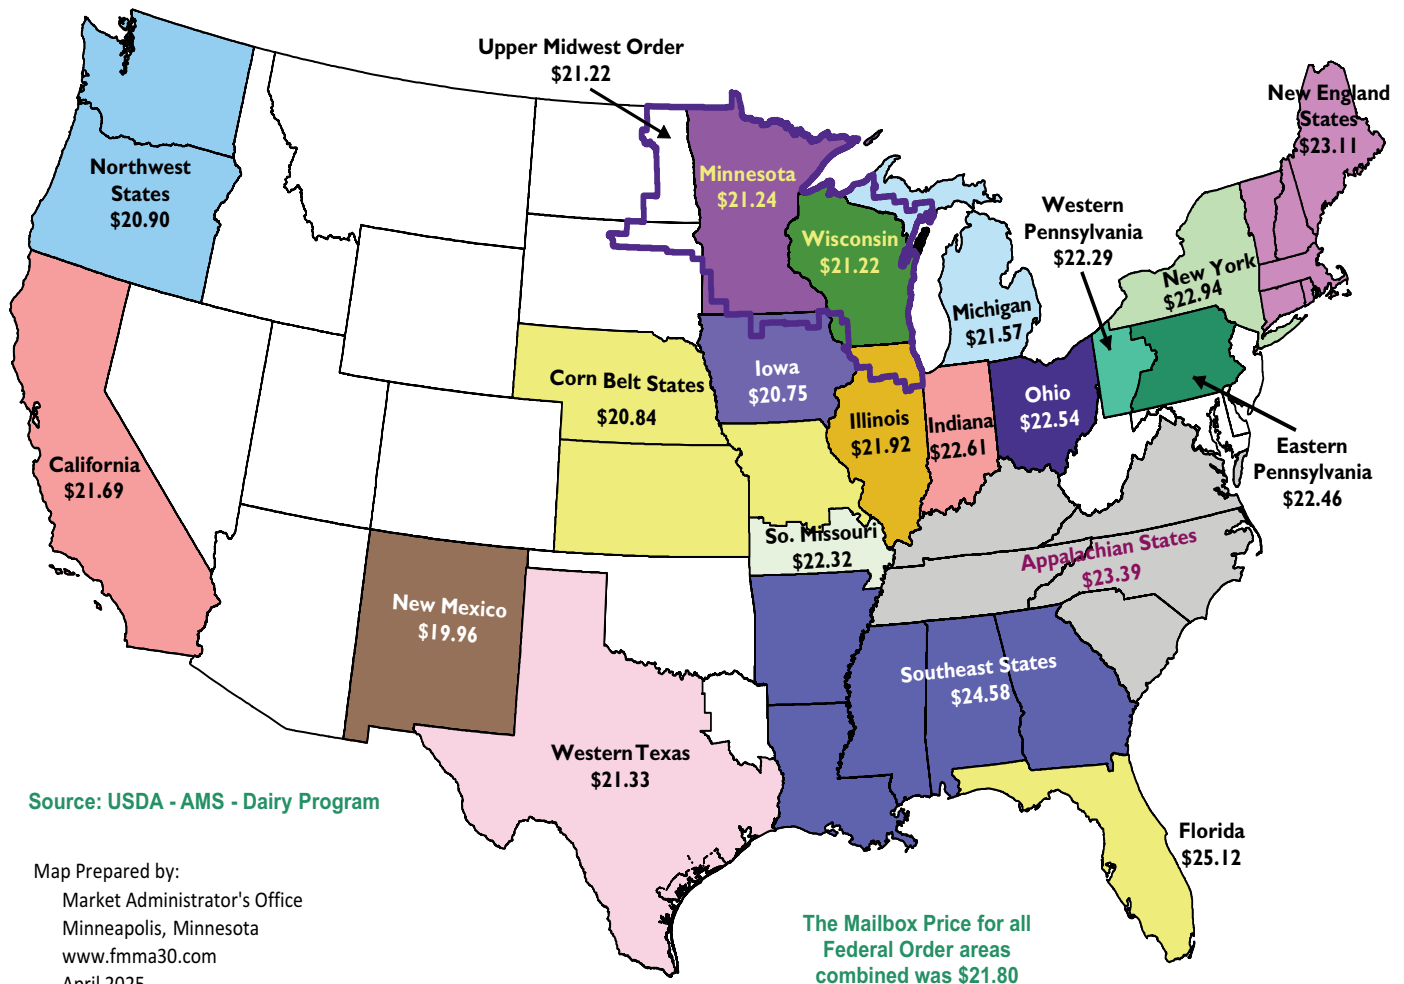 Upper Midwest Order
$21.22
New England
States
$23.11
Northwest
States
$20.90
Minnesota
$21.24
Wisconsin
$21.22
Western
Pennsylvania
$22.29
New York
$22.94
Michigan
$21.57
Corn Belt States
$20.84
Iowa
$20.75
Illinois
$21.92
Indiana
$22.61
Ohio
$22.54
Eastern
Pennsylvania
$22.46
California
$21.69
So. Missouri
$22.32
Appalachian States
$23.39
New Mexico
$19.96
Southeast States
$24.58
Western Texas
$21.33
Florida
$25.12
Source: USDA - AMS - Dairy Program
Map Prepared by:
Market Administrator's Office
Minneapolis, Minnesota
www.fmma30.com
April 2025
The Mailbox Price for all
Federal Order areas
combined was $21.80